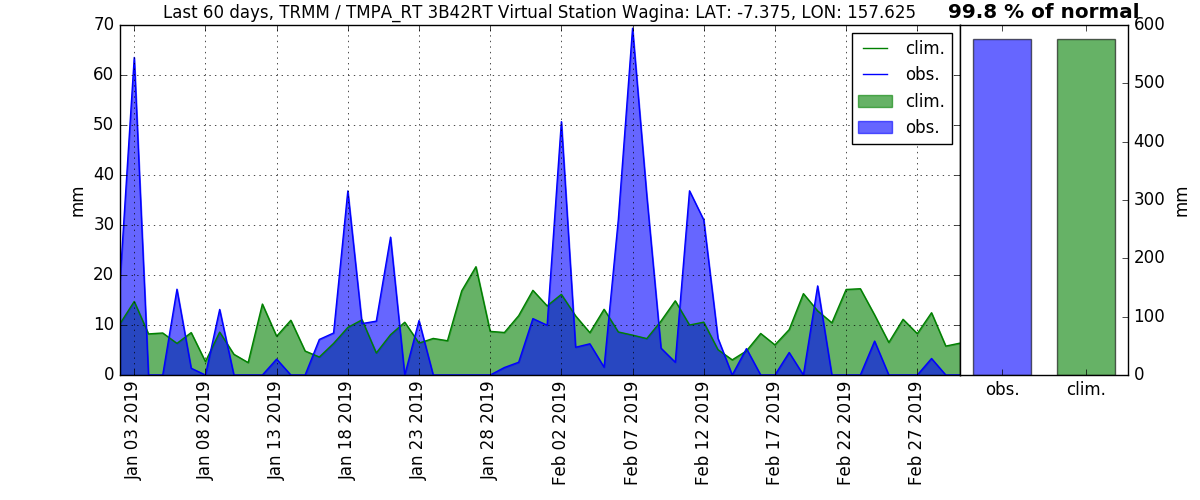 Last 60 days, TRMM / TMPA_RT 3B42RT Virtual Station Wagina: LAT: -7.375, LON: 157.625
99.8 % of normal
70
60
50
40
30
20
10
0
mm
clim.
obs.
clim.
obs.
Jan 03 2019
Jan 08 2019
Jan 13 2019
Jan 18 2019
Jan 23 2019
Jan 28 2019
Feb 02 2019
Feb 07 2019
Feb 12 2019
Feb 17 2019
Feb 22 2019
Feb 27 2019
600
500
400
300
200
100
0
mm
obs.
clim.